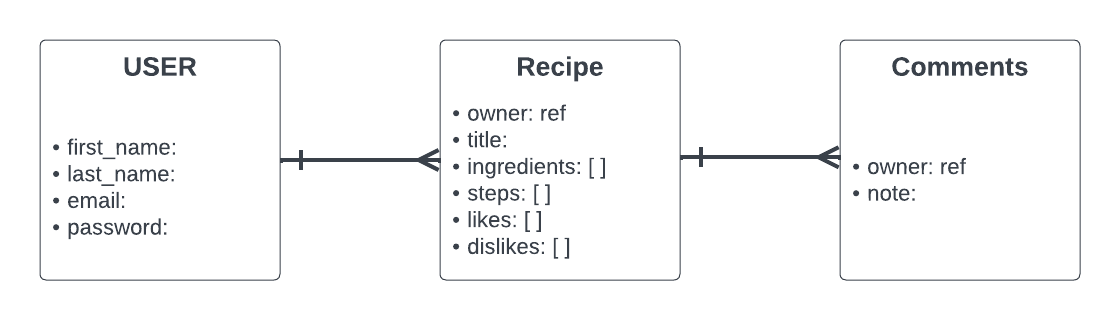 USER
• first_name:
• last_name:
• email:
• password:
Recipe
• owner: ref
• title:
• ingredients: [ ]
• steps: [ ]
• likes: [ ]
• dislikes: [ ]
Comments
• owner: ref
• note: